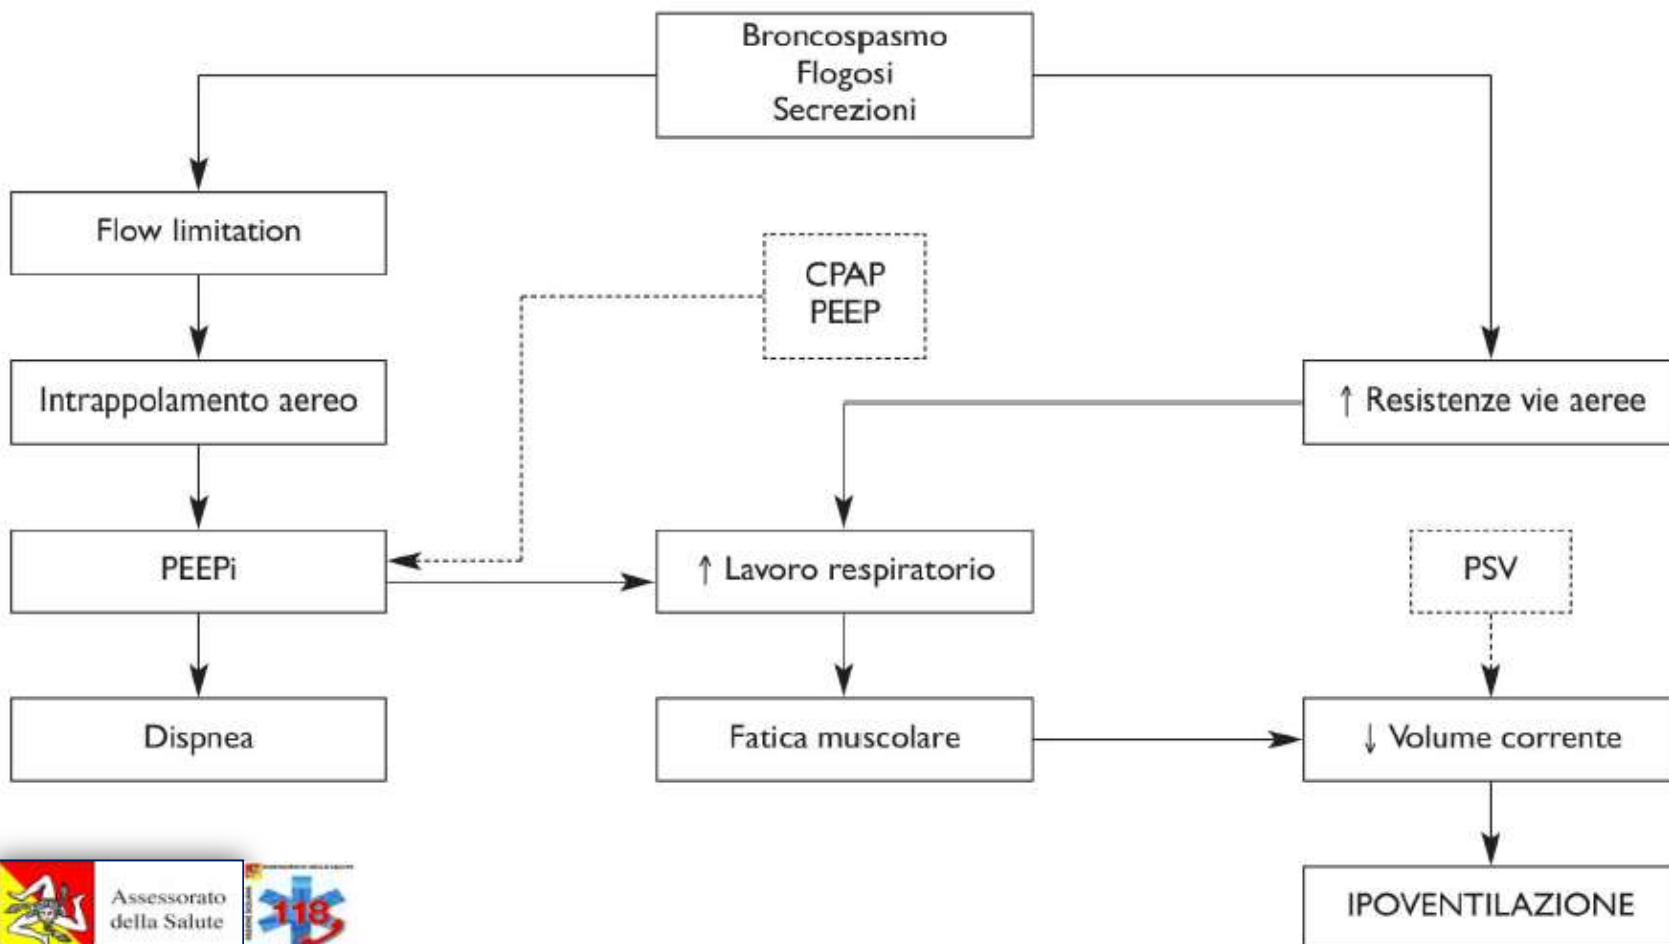 Broncospasmo
Flogosi
Secrezioni
Flow limitation
CPAP
PEEP
Intrappolamento aereo
↑ Resistenze vie aeree
PEEPi
↑ Lavoro respiratorio
PSV
Dispnea
Fatica muscolare
↓ Volume corrente
IPOVENTILAZIONE
Assessorato
della Salute
118